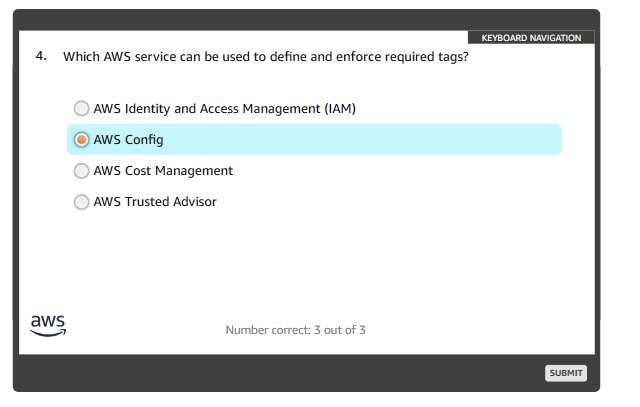 KEYBOARD NAVIGATION
4. Which AWS service can be used to define and enforce required tags?
AWS Identity and Access Management (IAM)
AWS Config
AWS Cost Management
AWS Trusted Advisor
aws
Number correct: 3 out of 3
SUBMIT